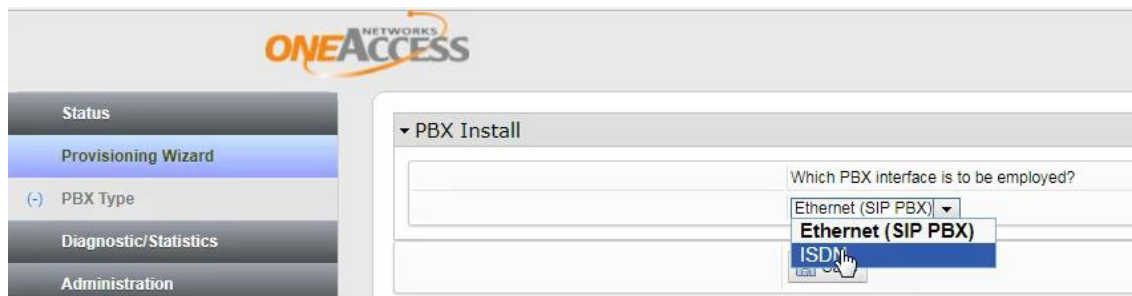 NETWORKS
ONEACCESS
Status
Provisioning Wizard
(-) PBX Type
Diagnostic/Statistics
Administration
PBX Install
Which PBX interface is to be employed?
Ethernet (SIP PBX)
Ethernet (SIP PBX)
ISDN